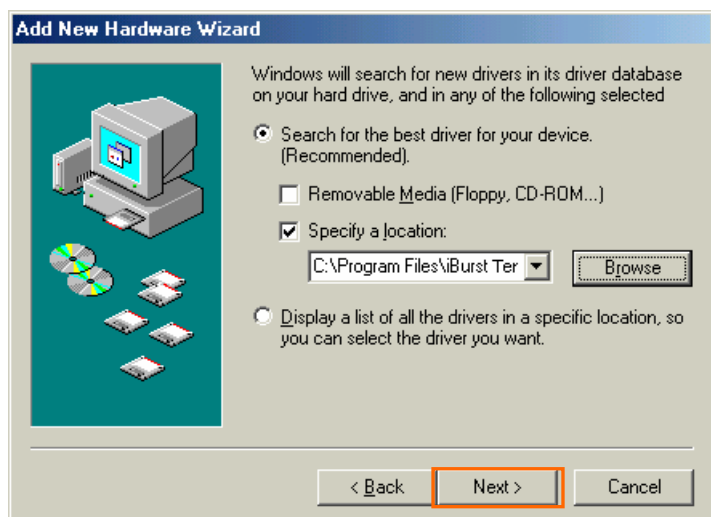 Add New Hardware Wizard
Windows will search for new drivers in its driver database
on your hard drive, and in any of the following selected
Search for the best driver for your device.
(Recommended).
Removable Media (Floppy, CD-ROM...)
Specify a location:
C:\Program Files\iBurst Ter
Browse
Display a list of all the drivers in a specific location, so
you can select the driver you want.
< Back
Next >
Cancel